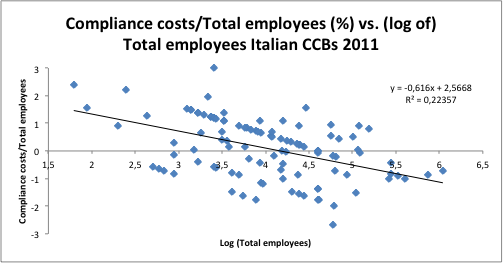 Compliance costs/Total employees (%) vs. (log of)
Total employees Italian CCBs 2011
y = -0,616x + 2,5668
R² = 0,22357
Compliance costs/Total employees
3
2
1
0
-1
-2
-3
1,5 2 2,5 3 3,5 4 4,5 5 5,5 6 6,5
Log (Total employees)